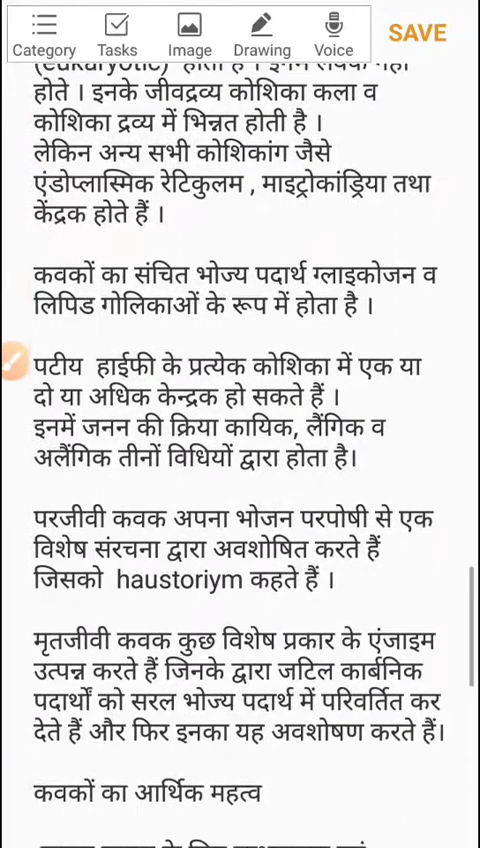 Category Tasks Image Drawing Voice SAVE
(eukaryotic) होता है । इनमें नहीं
होते । इनके जीवद्रव्य कोशिका कला व
कोशिका द्रव्य में भिन्नत होती है ।
लेकिन अन्य सभी कोशिकांग जैसे
एंडोप्लास्मिक रेटिकुलम , माइट्रोकांड्रिया तथा
केंद्रक होते हैं ।
कवकों का संचित भोज्य पदार्थ ग्लाइकोजन व
लिपिड गोलिकाओं के रूप में होता है ।
पटीय हाईफी के प्रत्येक कोशिका में एक या
दो या अधिक केन्द्रक हो सकते हैं ।
इनमें जनन की क्रिया कायिक, लैंगिक व
अलैंगिक तीनों विधियों द्वारा होता है।
परजीवी कवक अपना भोजन परपोषी से एक
विशेष संरचना द्वारा अवशोषित करते हैं
जिसको haustoriym कहते हैं ।
मृतजीवी कवक कुछ विशेष प्रकार के एंजाइम
उत्पन्न करते हैं जिनके द्वारा जटिल कार्बनिक
पदार्थों को सरल भोज्य पदार्थ में परिवर्तित कर
देते हैं और फिर इनका यह अवशोषण करते हैं।
कवकों का आर्थिक महत्व